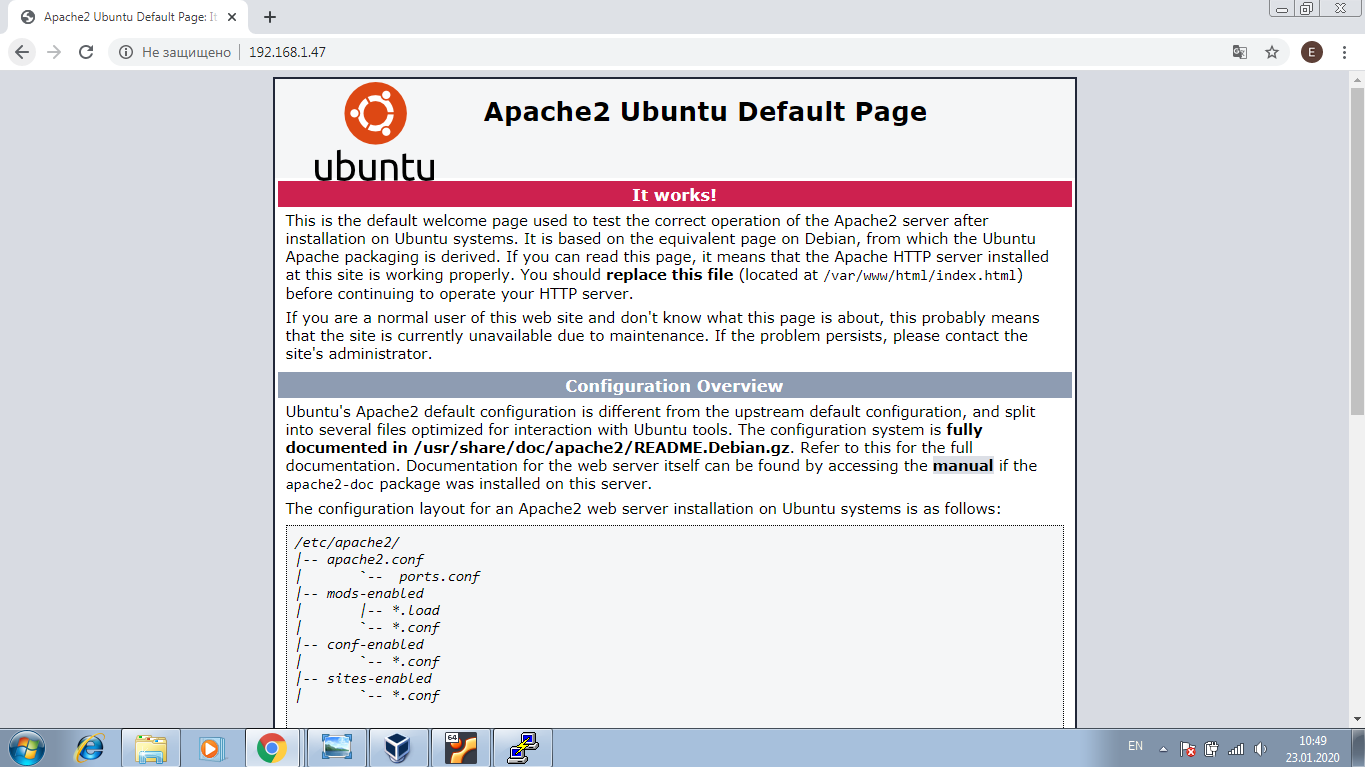 Apache2 Ubuntu Default Page: It
Не защищено
192.168.1.47
E
ubuntu
Apache2 Ubuntu Default Page
It works!
This is the default welcome page used to test the correct operation of the Apache2 server after
installation on Ubuntu systems. It is based on the equivalent page on Debian, from which the Ubuntu
Apache packaging is derived. If you can read this page, it means that the Apache HTTP server installed
at this site is working properly. You should replace this file (located at /var/www/html/index.html)
before continuing to operate your HTTP server.
If you are a normal user of this web site and don't know what this page is about, this probably means
that the site is currently unavailable due to maintenance. If the problem persists, please contact the
site's administrator.
Configuration Overview
Ubuntu's Apache2 default configuration is different from the upstream default configuration, and split
into several files optimized for interaction with Ubuntu tools. The configuration system is fully
documented in /usr/share/doc/apache2/README.Debian.gz. Refer to this for the full
documentation. Documentation for the web server itself can be found by accessing the manual if the
apache2-doc package was installed on this server.
The configuration layout for an Apache2 web server installation on Ubuntu systems is as follows:
/etc/apache2/
|-- apache2.conf
|       `--  ports.conf
|-- mods-enabled
|       |-- *.load
|       `-- *.conf
|-- conf-enabled
|       `-- *.conf
|-- sites-enabled
|       `-- *.conf
64
EN
10:49
23.01.2020